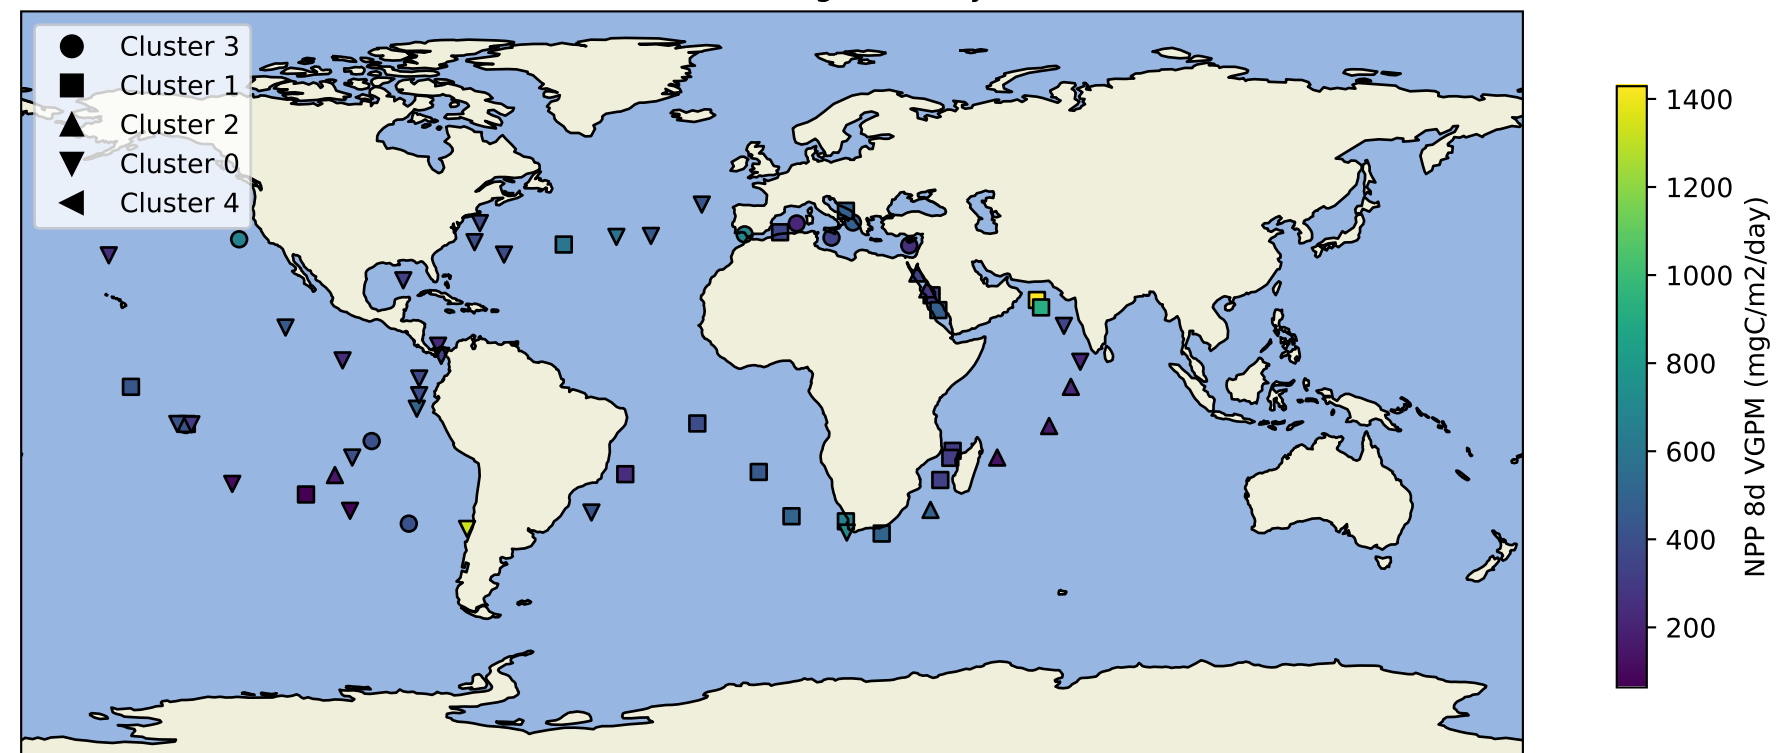 Cluster 3
Cluster 1
Cluster 2
Cluster 0
Cluster 4
1400
1200
1000
800
600
400
200
NPP 8d VGPM (mgC/m2/day)